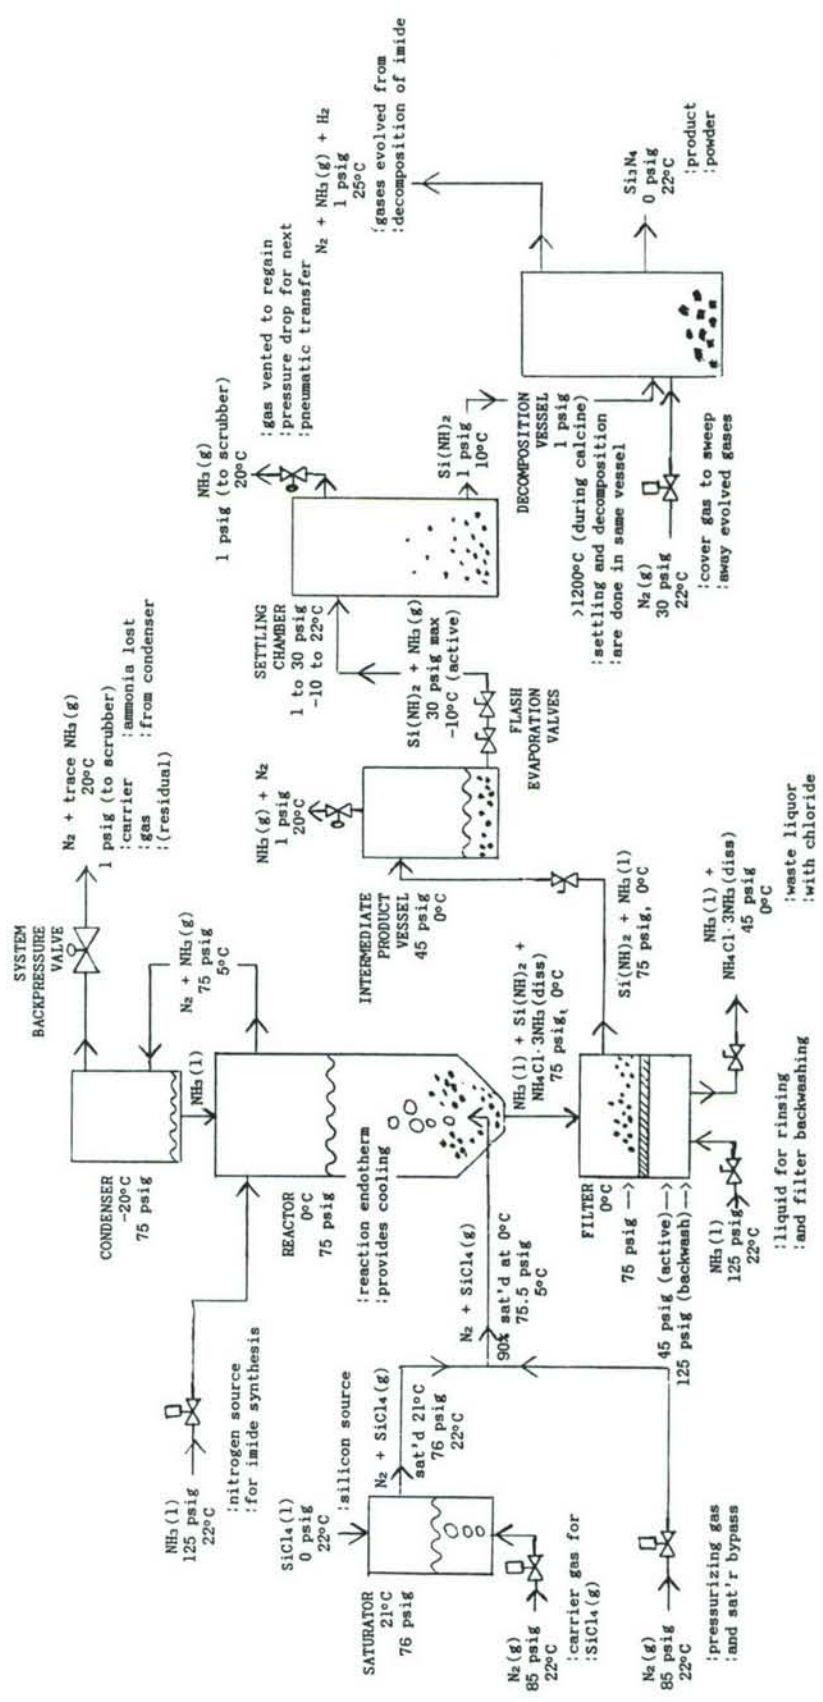 NH₃(l)
125 psig
22°C
:nitrogen source
:for imide synthesis
SiCl4(l)
0 psig
22°C
:silicon source
SATURATOR
21°C
76 psig
N₂ + SiCl4(g)
sat'd 21°C
76 psig
22°C
N₂(g)
85 psig
22°C
:carrier gas for
:SiCl4(g)
N₂(g)
85 psig
22°C
:pressurizing gas
:and sat'r bypass
N₂ + SiCl4(g)
90% sat'd at 0°C
75.5 psig
5°C
CONDENSER
-20°C
75 psig
SYSTEM
BACKPRESSURE
VALVE
N₂ + trace NH₃(g)
20°C
1 psig (to scrubber)
:carrier :ammonia lost
:gas :from condenser
:(residual)
NH₃(l)
N₂ + NH₃(g)
75 psig
5°C
REACTOR
0°C
75 psig
:reaction endotherm
:provides cooling
NH₃(l) + Si(NH)₂ +
NH₄Cl·3NH₃(diss)
75 psig, 0°C
FILTER
0°C
75 psig
45 psig (active)
125 psig (backwash)
NH₃(l)
125 psig
22°C
:liquid for rinsing
:and filter backwashing
NH₃(l) +
NH₄Cl·3NH₃(diss)
45 psig
0°C
:waste liquor
:with chloride
Si(NH)₂ + NH₃(l)
75 psig, 0°C
INTERMEDIATE
PRODUCT
VESSEL
45 psig
0°C
NH₃(g) + N₂
1 psig
20°C
FLASH
EVAPORATION
VALVES
Si(NH)₂ + NH₃(g)
30 psig max
-10°C (active)
SETTLING
CHAMBER
1 to 30 psig
-10 to 22°C
NH₃(g)
1 psig (to scrubber)
20°C
:gas vented to regain
:pressure drop for next
:pneumatic transfer
Si(NH)₂
1 psig
10°C
DECOMPOSITION
VESSEL
1 psig
>1200°C (during calcine)
:settling and decomposition
:are done in same vessel
N₂(g)
30 psig
22°C
:cover gas to sweep
:away evolved gases
N₂ + NH₃(g) + H₂
1 psig
25°C
:gases evolved from
:decomposition of imide
Si₃N₄
0 psig
22°C
:product
:powder